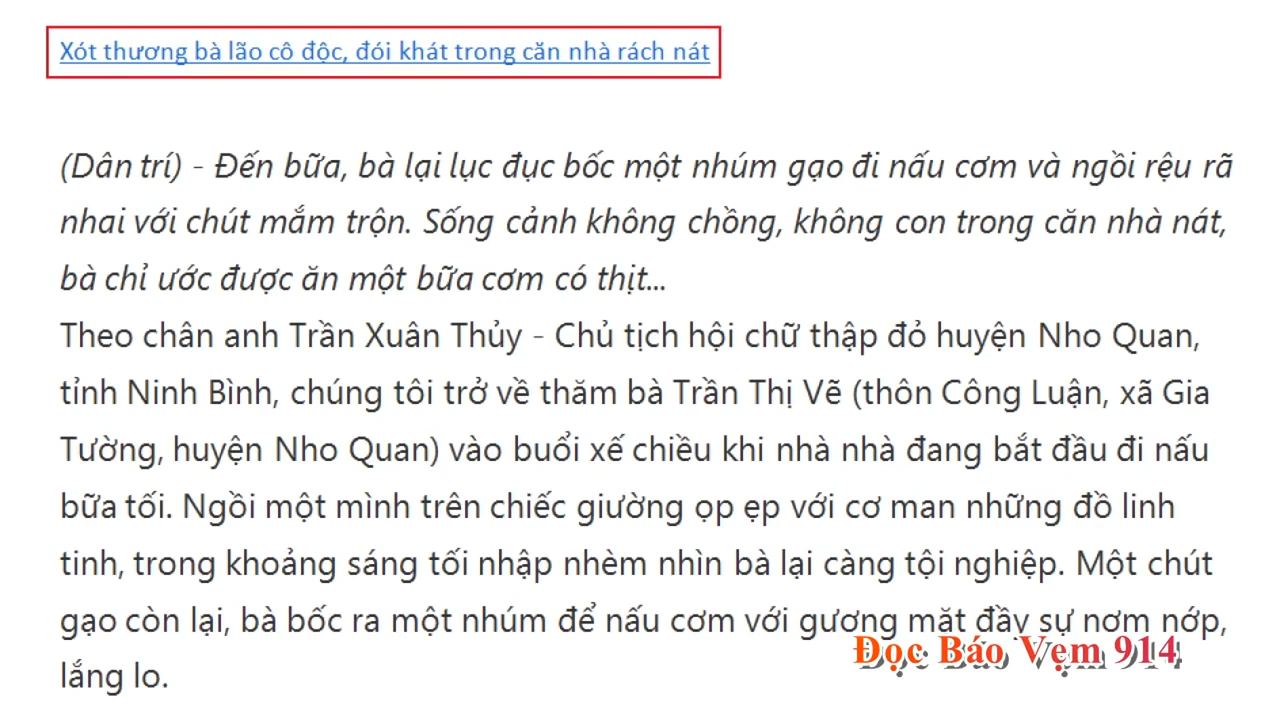 Xót thương bà lão cô độc, đói khát trong căn nhà rách nát
(Dân trí) - Đến bữa, bà lại lục đục bốc một nhúm gạo đi nấu cơm và ngồi rệu rã
nhai với chút mắm trộn. Sống cảnh không chồng, không con trong căn nhà nát,
bà chỉ ước được ăn một bữa cơm có thịt...
Theo chân anh Trần Xuân Thủy - Chủ tịch hội chữ thập đỏ huyện Nho Quan,
tỉnh Ninh Bình, chúng tôi trở về thăm bà Trần Thị Vẽ (thôn Công Luận, xã Gia
Tường, huyện Nho Quan) vào buổi xế chiều khi nhà nhà đang bắt đầu đi nấu
bữa tối. Ngồi một mình trên chiếc giường ọp ẹp với cơ man những đồ linh
tinh, trong khoảng sáng tối nhập nhèm nhìn bà lại càng tội nghiệp. Một chút
gạo còn lại, bà bốc ra một nhúm để nấu cơm với gương mặt đầy sự nơm nớp,
lắng lo.
Đọc Báo Vẹm 914